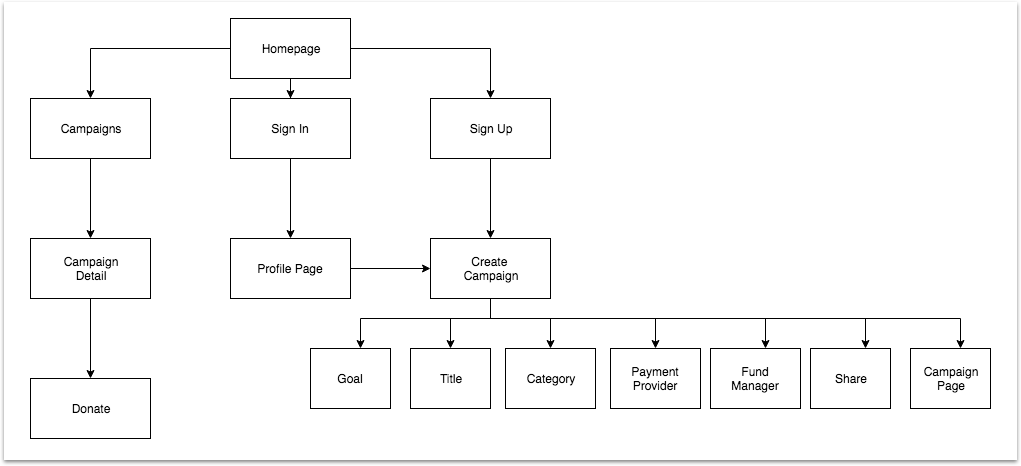 Homepage
Campaigns
Sign In
Sign Up
Campaign
Detail
Profile Page
Create
Campaign
Goal
Title
Category
Payment
Provider
Fund
Manager
Share
Campaign
Page
Donate